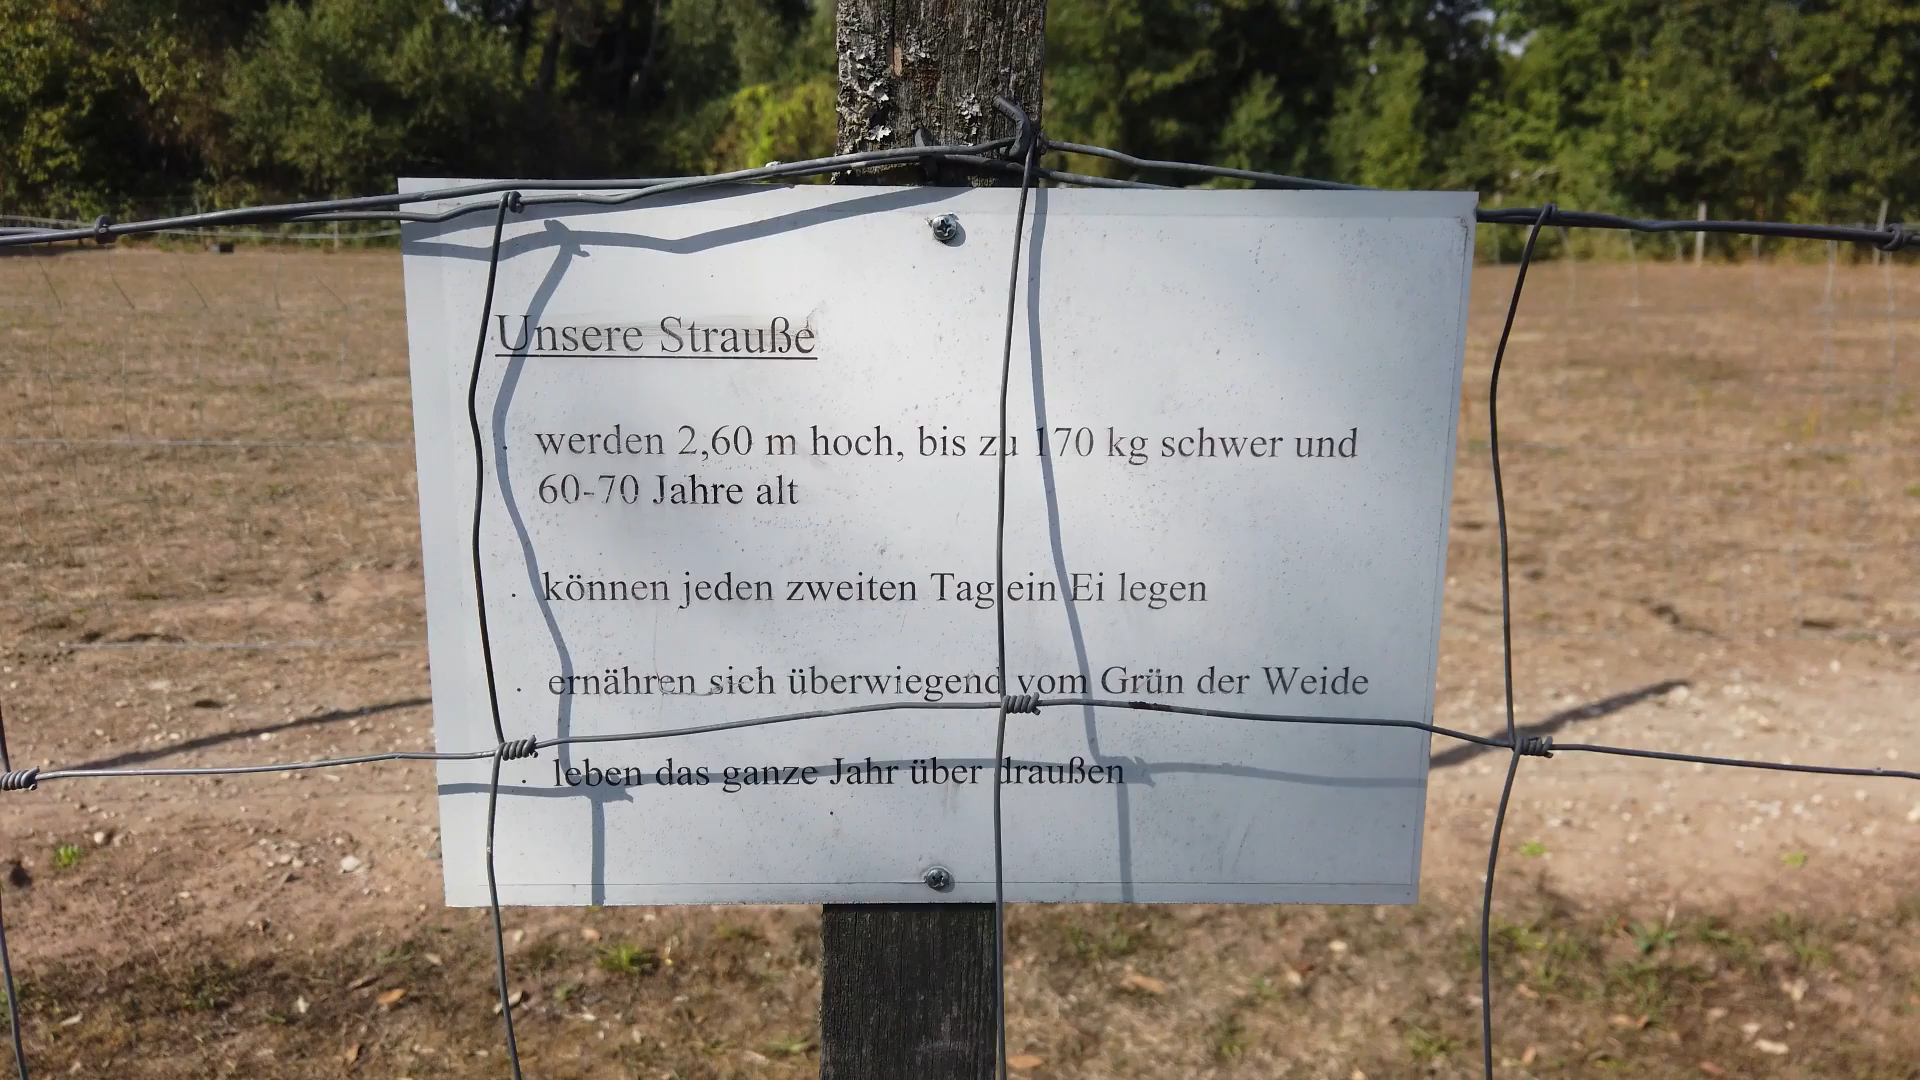 Unsere Strauße
· werden 2,60 m hoch, bis zu 170 kg schwer und
60-70 Jahre alt
· können jeden zweiten Tag ein Ei legen
· ernähren sich überwiegend vom Grün der Weide
· leben das ganze Jahr über draußen